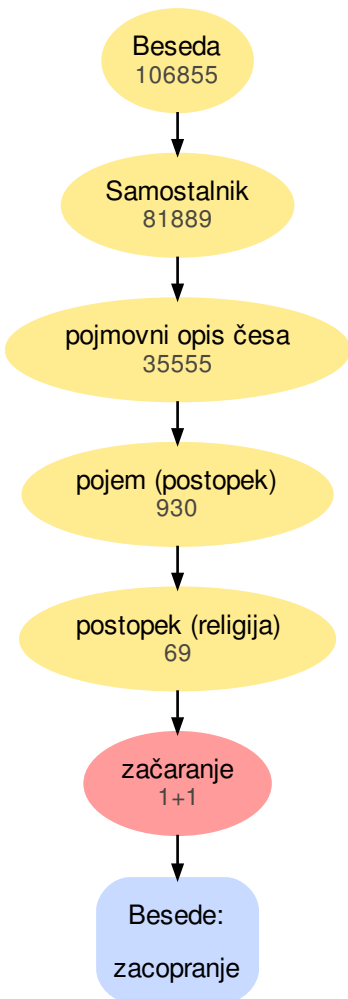 Beseda
106855
Samostalnik
81889
pojmovni opis česa
35555
pojem (postopek)
930
postopek (religija)
69
začaranje
1+1
Besede:
zacopranje